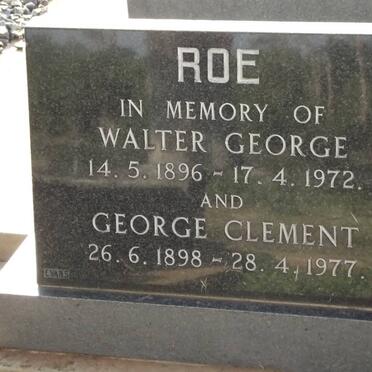 ROE
IN MEMORY OF
WALTER GEORGE
14. 5. 1896 - 17. 4. 1972.
AND
GEORGE CLEMENT
26. 6. 1898 - 28. 4. 1977.
EVANS